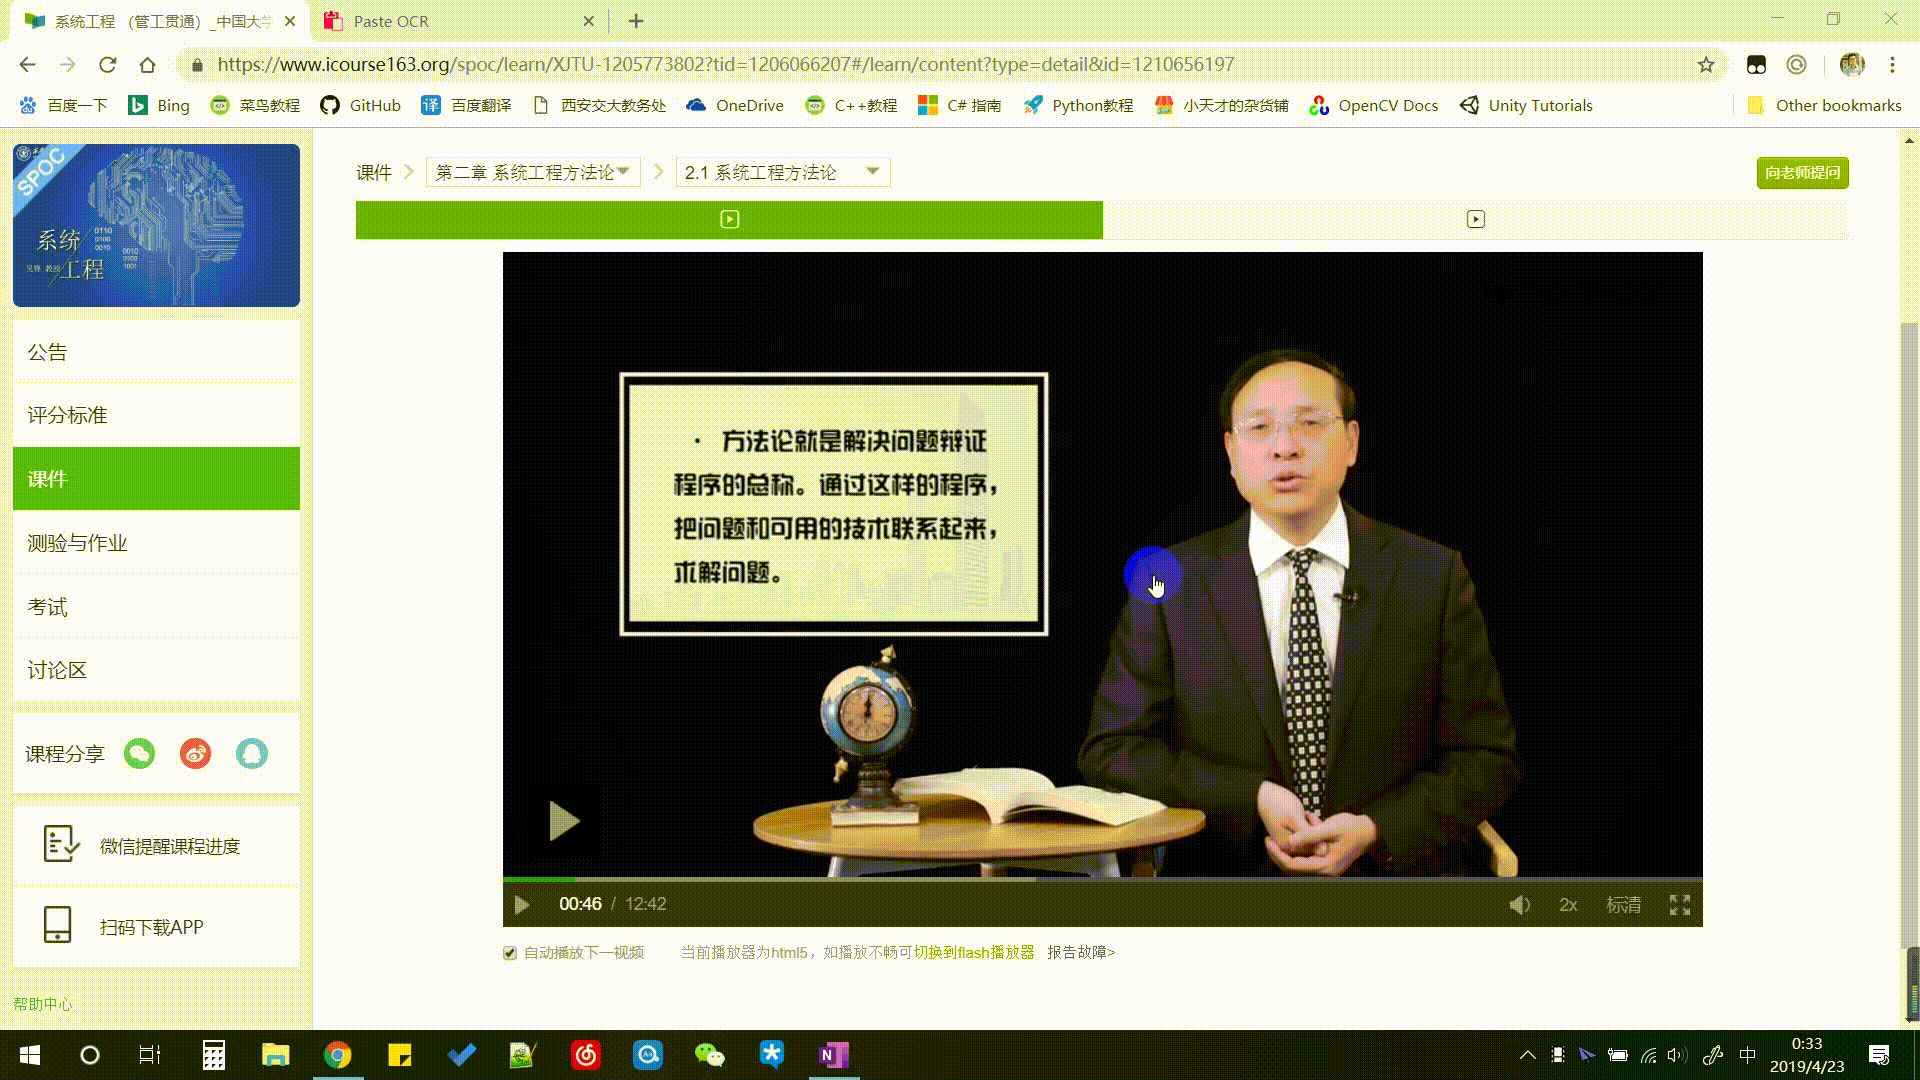 系统工程 （管工贯通）_中国大学
Paste OCR
https://www.icourse163.org/spoc/learn/XJTU-1205773802?tid=1206066207#/learn/content?type=detail&id=1210656197
百度一下
Bing
菜鸟教程
GitHub
译
百度翻译
西安交大教务处
OneDrive
C++教程
C# 指南
Python教程
小天才的杂货铺
OpenCV Docs
Unity Tutorials
Other bookmarks
SPOC
系统
工程
公告
评分标准
课件
测验与作业
考试
讨论区
课程分享
微信提醒课程进度
扫码下载APP
帮助中心
课件
第二章 系统工程方法论
2.1 系统工程方法论
向老师提问
· 方法论就是解决问题辩证
程序的总称。通过这样的程序，
把问题和可用的技术联系起来，
求解问题。
00:46 / 12:42
2x
标清
自动播放下一视频
当前播放器为html5，如播放不畅可切换到flash播放器
报告故障>
中
0:33
2019/4/23